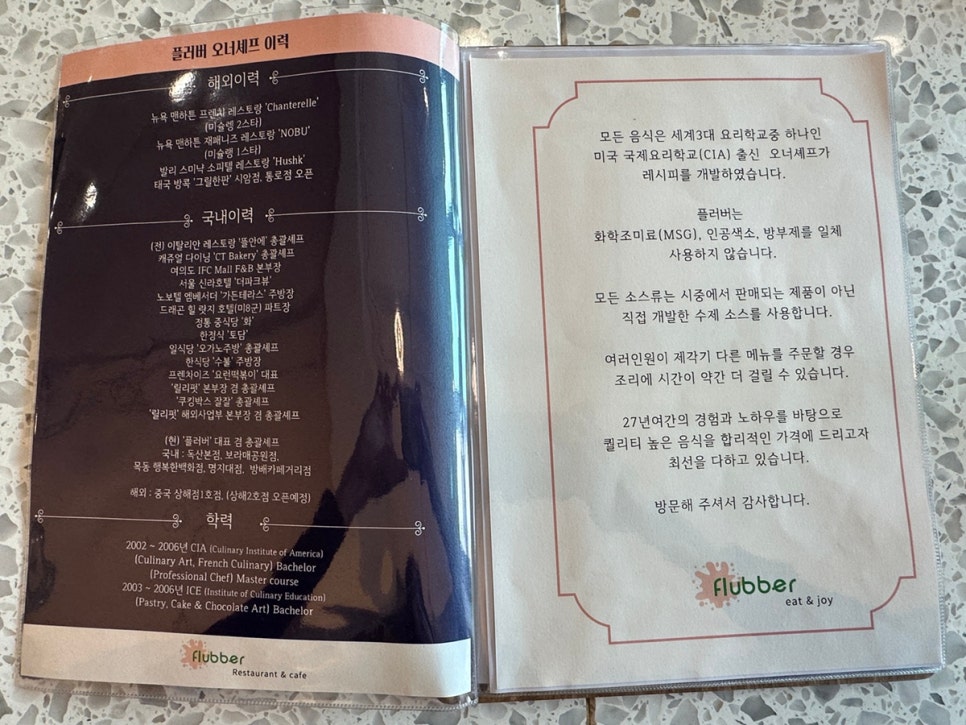 플러버 오너셰프 이력
해외이력
뉴욕 맨하튼 프렌치 레스토랑 'Chanterelle'
(미슐랭 2스타)
뉴욕 맨하튼 재패니즈 레스토랑 'NOBU'
(미슐랭 1스타)
발리 스미냑 소피텔 레스토랑 'Hushk'
태국 방콕 '그릴한판' 시암점, 통로점 오픈
국내이력
(전) 이탈리안 레스토랑 '뜰안에' 총괄셰프
캐쥬얼 다이닝 'CT Bakery' 총괄셰프
여의도 IFC Mall F&B 본부장
서울 신라호텔 '더파크뷰'
노보텔 엠베서더 '가든테라스' 주방장
드래곤 힐 랏지 호텔(미8군) 파트장
정통 중식당 '화'
한정식 '토담'
일식당 '오가노주방' 총괄셰프
한식당 '수불' 주방장
프렌차이즈 '요런떡볶이' 대표
'릴리펏' 본부장 겸 총괄셰프
'쿠킹박스 잘잘' 총괄셰프
'릴리펏' 해외사업부 본부장 겸 총괄셰프
(현) '플러버' 대표 겸 총괄셰프
국내 : 독산본점, 보라매공원점,
목동 행복한백화점, 명지대점, 방배카페거리점
해외 : 중국 상해점1호점, (상해2호점 오픈예정)
학력
2002 ~ 2006년 CIA (Culinary Institute of America)
(Culinary Art, French Culinary) Bachelor
(Professional Chef) Master course
2003 ~ 2006년 ICE (Institute of Culinary Education)
(Pastry, Cake & Chocolate Art) Bachelor
flubber
Restaurant & cafe
모든 음식은 세계3대 요리학교중 하나인
미국 국제요리학교(CIA) 출신 오너셰프가
레시피를 개발하였습니다.
플러버는
화학조미료(MSG), 인공색소, 방부제를 일체
사용하지 않습니다.
모든 소스류는 시중에서 판매되는 제품이 아닌
직접 개발한 수제 소스를 사용합니다.
여러인원이 제각기 다른 메뉴를 주문할 경우
조리에 시간이 약간 더 걸릴 수 있습니다.
27년여간의 경험과 노하우를 바탕으로
퀄리티 높은 음식을 합리적인 가격에 드리고자
최선을 다하고 있습니다.
방문해 주셔서 감사합니다.
flubber
eat & joy